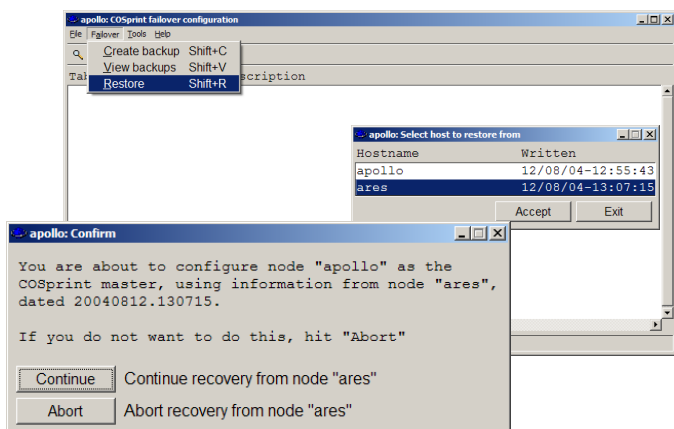 apollo: COSprint failover configuration
File Failover Tools Help
Create backup Shift+C
View backups Shift+V
Restore Shift+R
Tab scription
apollo: Select host to restore from
Hostname Written
apollo 12/08/04-12:55:43
ares 12/08/04-13:07:15
Accept Exit
apollo: Confirm
You are about to configure node "apollo" as the
COSprint master, using information from node "ares",
dated 20040812.130715.
If you do not want to do this, hit "Abort"
Continue Continue recovery from node "ares"
Abort Abort recovery from node "ares"